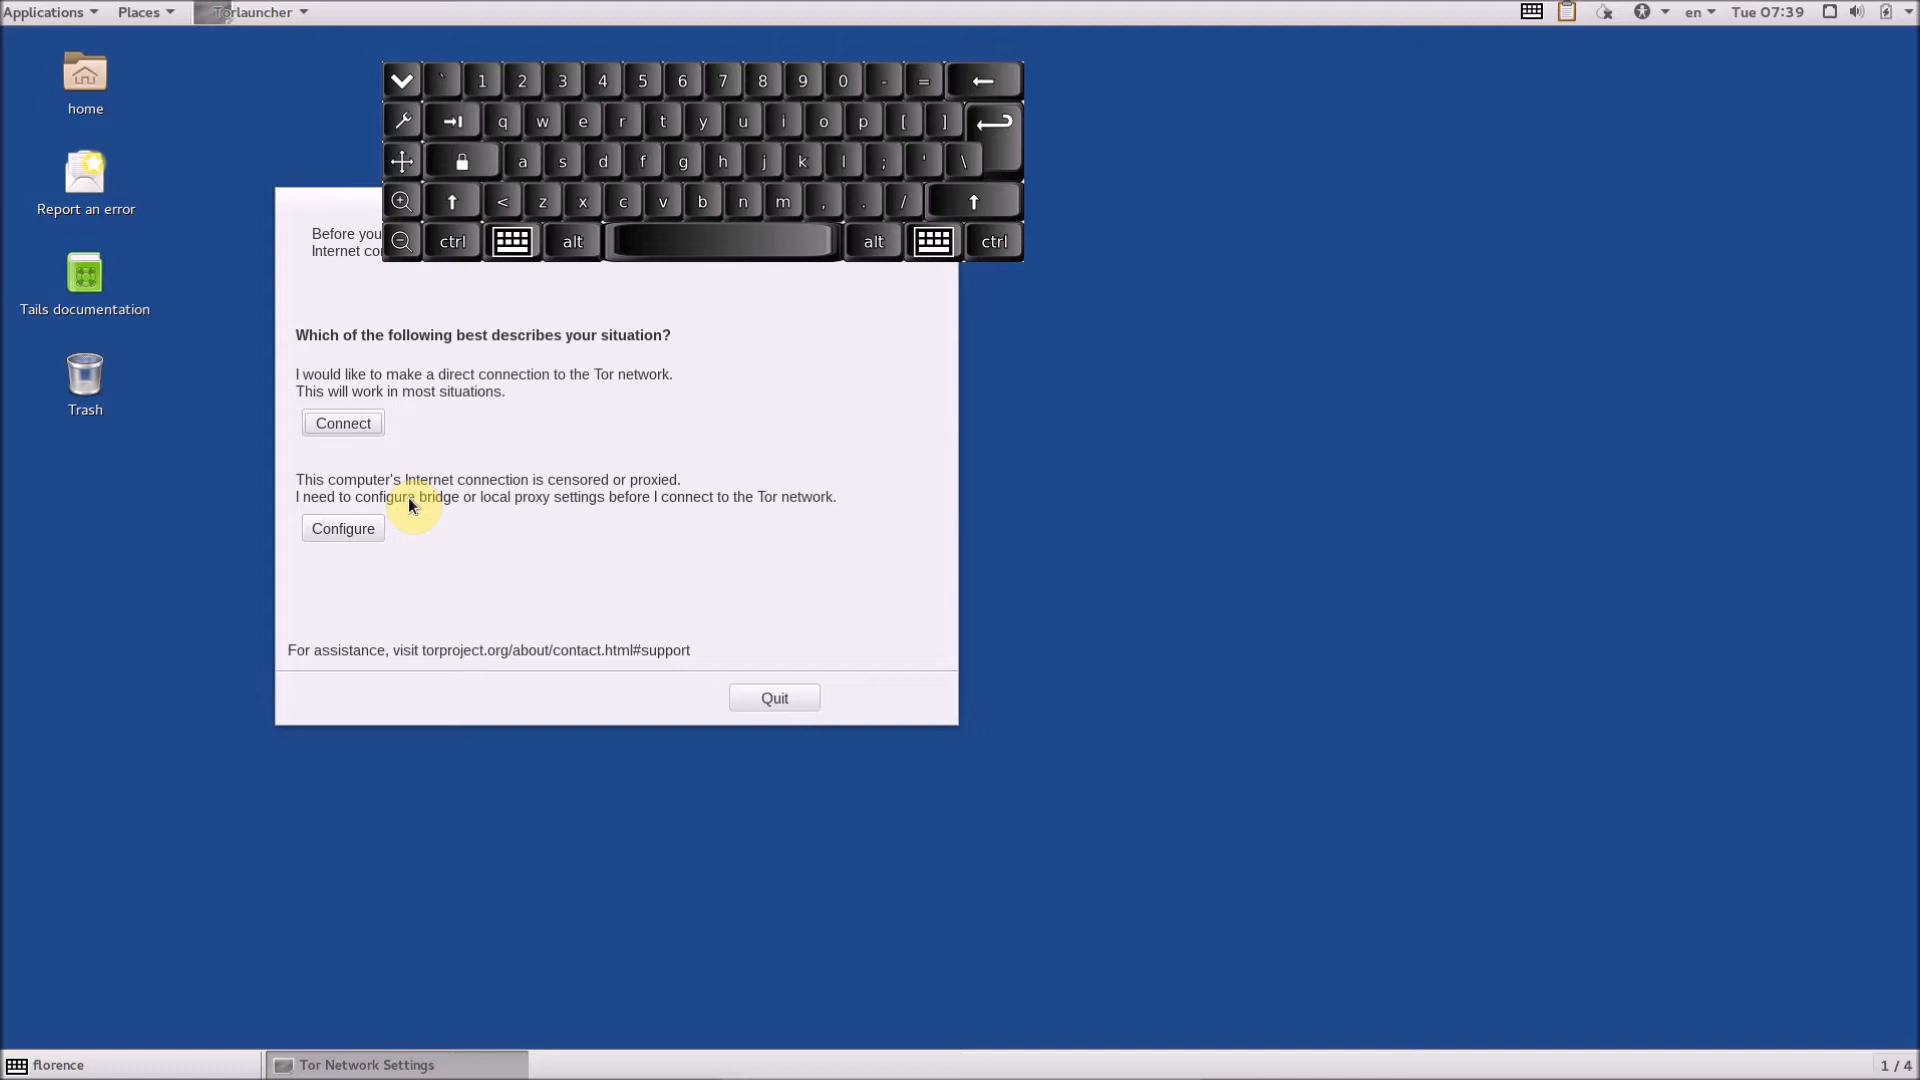 Applications Places Torlauncher en Tue 07:39
home
Report an error
Tails documentation
Trash
` 1 2 3 4 5 6 7 8 9 0 - =
q w e r t y u i o p [ ]
a s d f g h j k l ; ' \
< z x c v b n m , . /
ctrl alt alt ctrl
Before you
Internet co
Which of the following best describes your situation?
I would like to make a direct connection to the Tor network.
This will work in most situations.
Connect
This computer's Internet connection is censored or proxied.
I need to configure bridge or local proxy settings before I connect to the Tor network.
Configure
For assistance, visit torproject.org/about/contact.html#support
Quit
florence Tor Network Settings 1 / 4